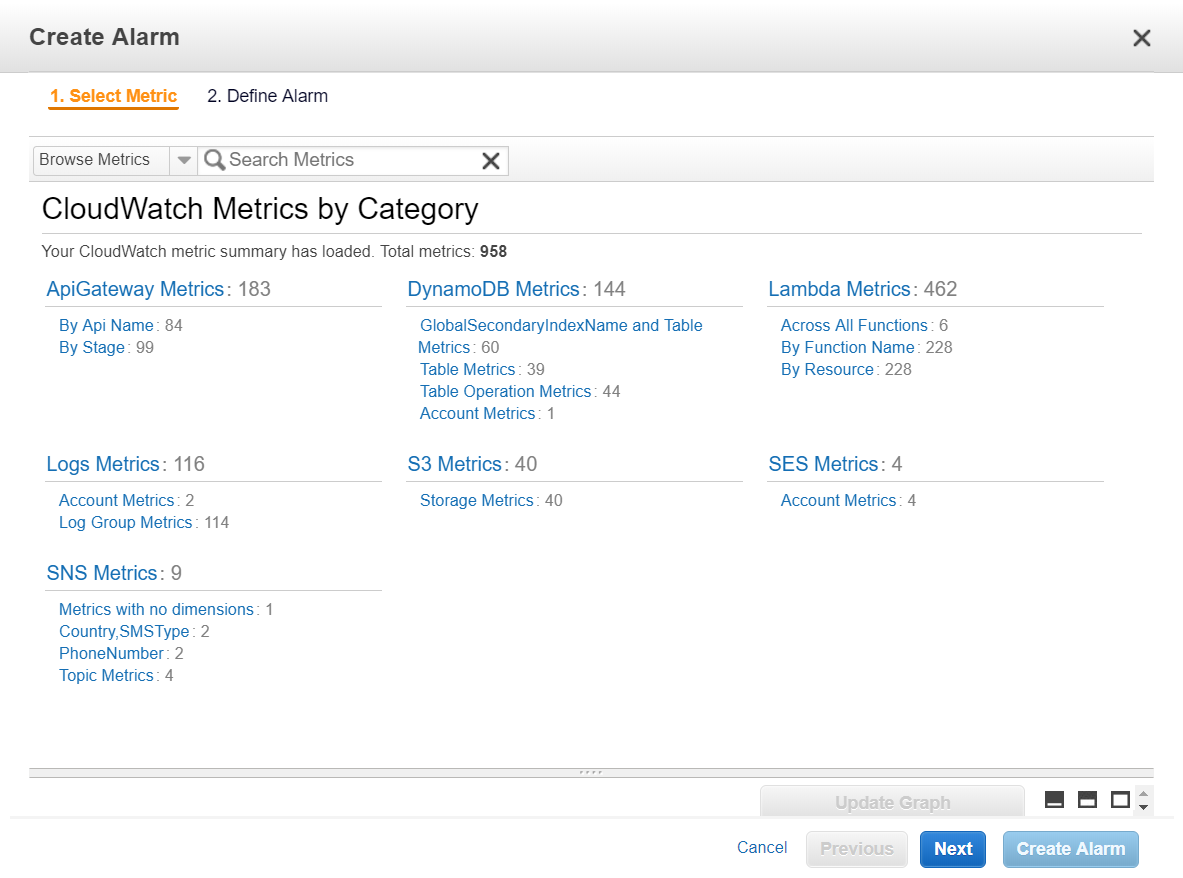 Create Alarm
1. Select Metric
2. Define Alarm
Browse Metrics
Search Metrics
CloudWatch Metrics by Category
Your CloudWatch metric summary has loaded. Total metrics: 958
ApiGateway Metrics: 183
By Api Name: 84
By Stage: 99
DynamoDB Metrics: 144
GlobalSecondaryIndexName and Table
Metrics: 60
Table Metrics: 39
Table Operation Metrics: 44
Account Metrics: 1
Lambda Metrics: 462
Across All Functions: 6
By Function Name: 228
By Resource: 228
Logs Metrics: 116
Account Metrics: 2
Log Group Metrics: 114
S3 Metrics: 40
Storage Metrics: 40
SES Metrics: 4
Account Metrics: 4
SNS Metrics: 9
Metrics with no dimensions: 1
Country,SMSType: 2
PhoneNumber: 2
Topic Metrics: 4
Update Graph
Cancel
Previous
Next
Create Alarm